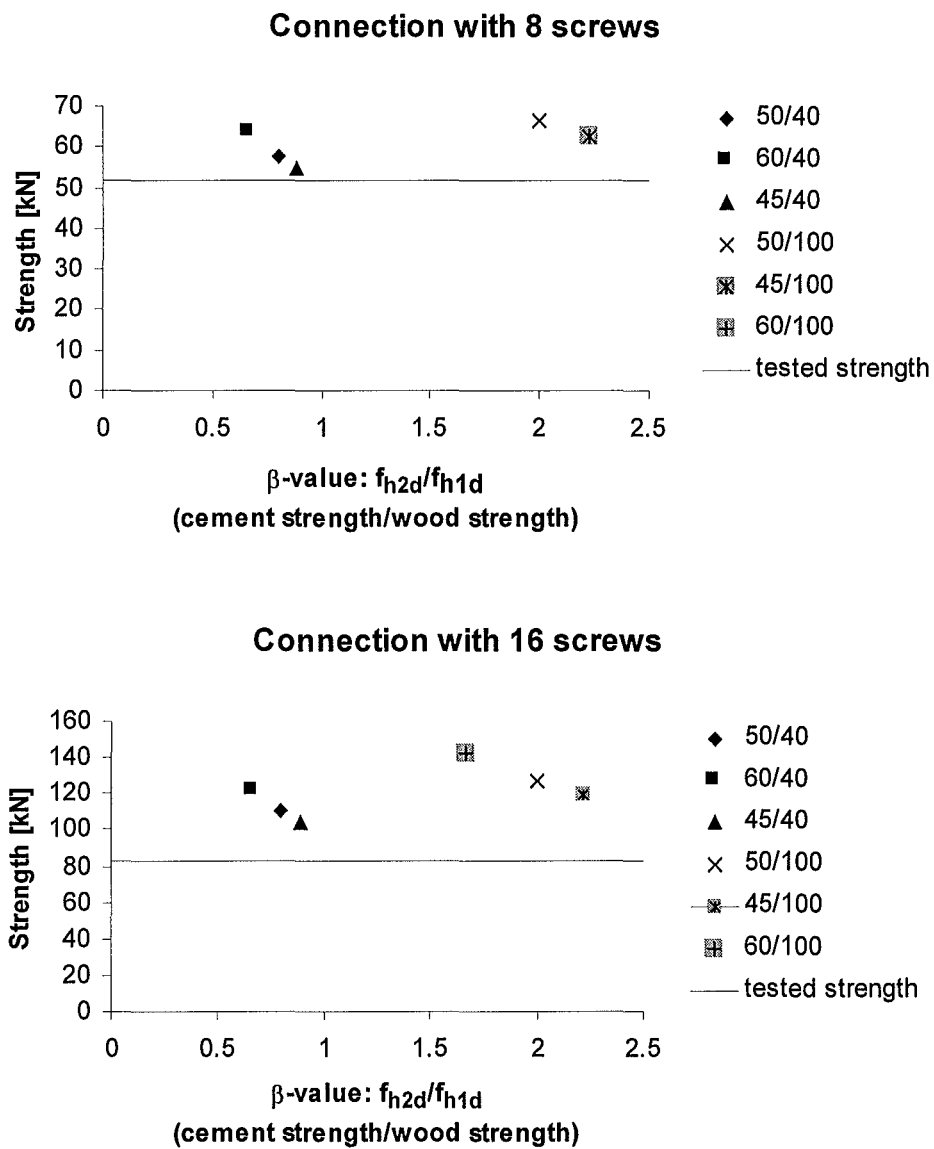 Connection with 8 screws
70
60
50
40
30
20
10
0
Strength [kN]
0 0.5 1 1.5 2 2.5
β-value: fh2d/fh1d
(cement strength/wood strength)
50/40
60/40
45/40
50/100
45/100
60/100
tested strength
Connection with 16 screws
160
140
120
100
80
60
40
20
0
Strength [kN]
0 0.5 1 1.5 2 2.5
β-value: fh2d/fh1d
(cement strength/wood strength)
50/40
60/40
45/40
50/100
45/100
60/100
tested strength